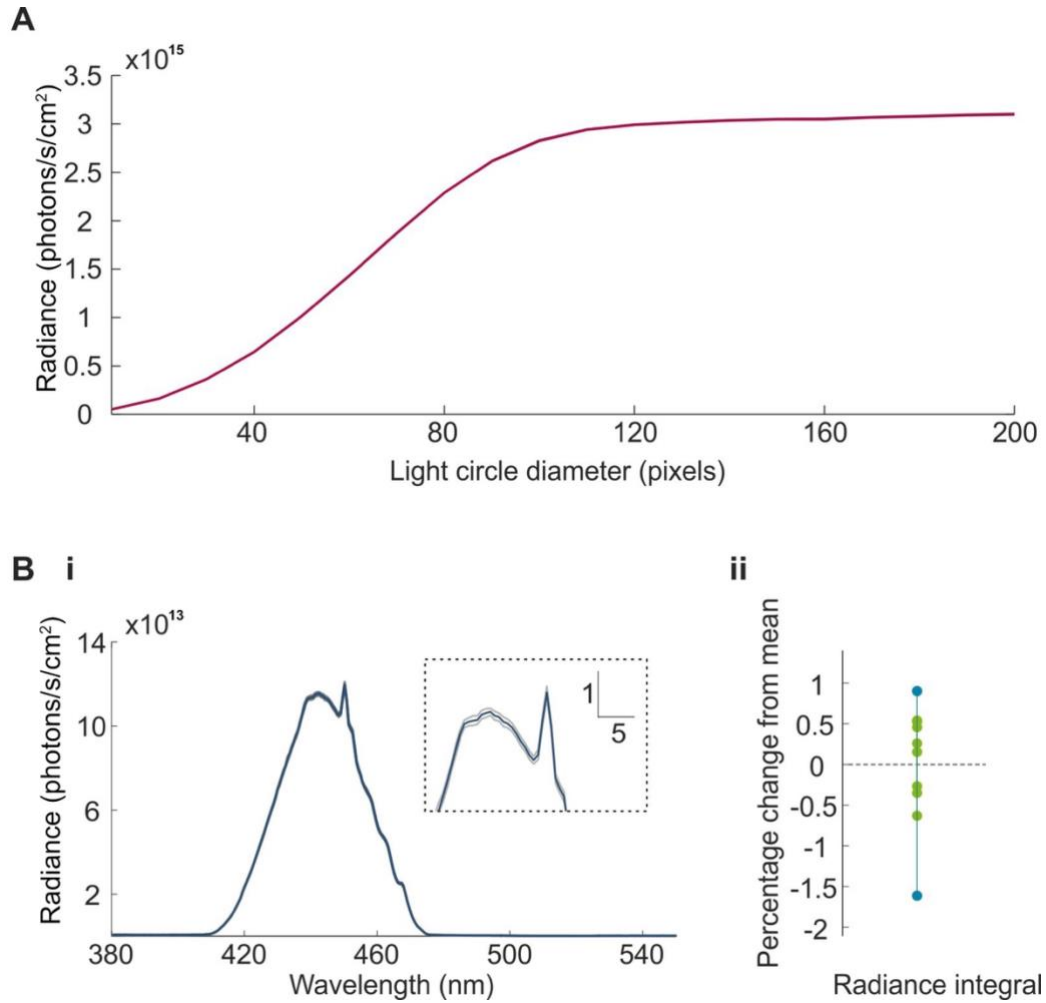 A
x10¹⁵
3.5
3
2.5
2
1.5
1
0.5
0
Radiance (photons/s/cm²)
40 80 120 160 200
Light circle diameter (pixels)
B i
x10¹³
14
10
6
2
Radiance (photons/s/cm²)
380 420 460 500 540
Wavelength (nm)
1
5
ii
Percentage change from mean
1
0.5
0
-0.5
-1
-1.5
-2
Radiance integral